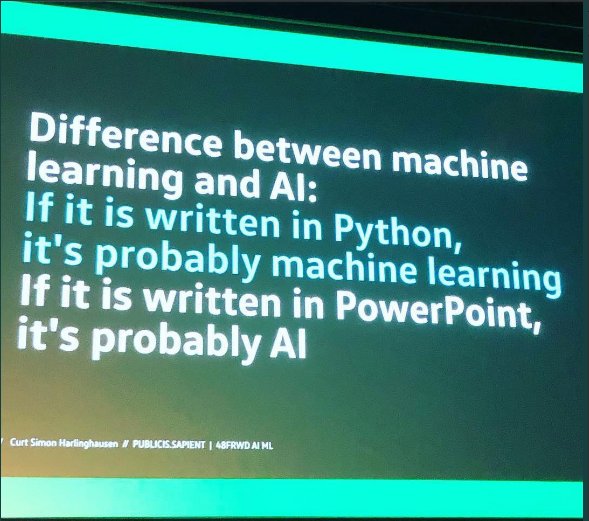 Difference between machine
learning and AI:
If it is written in Python,
it's probably machine learning
If it is written in PowerPoint,
it's probably AI
/ Curt Simon Harlinghausen // PUBLICIS.SAPIENT | 48FRWD AI ML